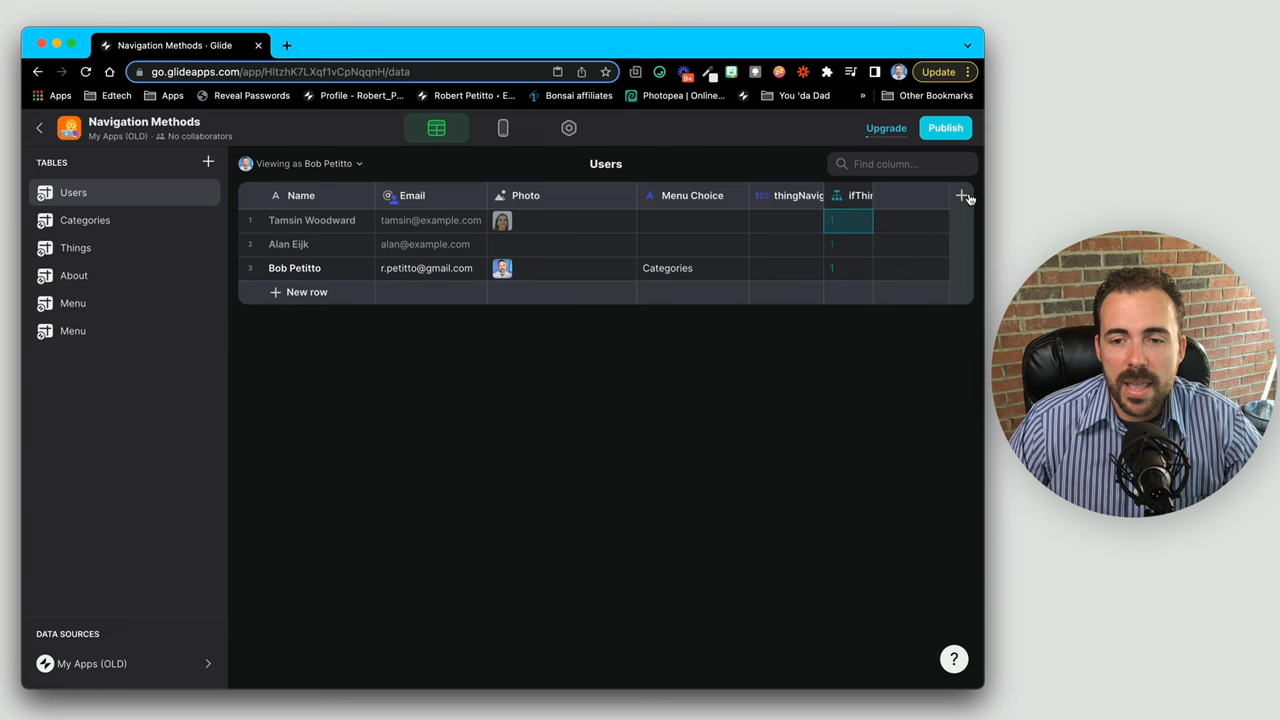 Navigation Methods · Glide
go.glideapps.com/app/HItzhK7LXqf1vCpNqqnH/data
9+
Update
Apps
Edtech
Apps
Reveal Passwords
Profile - Robert_P...
Robert Petitto • E...
Bonsai affiliates
Photopea | Online...
You 'da Dad
»
Other Bookmarks
Navigation Methods
My Apps (OLD) · No collaborators
Upgrade
Publish
TABLES
Users
Categories
Things
About
Menu
Menu
Viewing as Bob Petitto
Users
Find column...
A Name Email Photo A Menu Choice 123 thingNavig ifThir
1 Tamsin Woodward tamsin@example.com 1
2 Alan Eijk alan@example.com 1
3 Bob Petitto r.petitto@gmail.com Categories 1
New row
DATA SOURCES
My Apps (OLD)
?